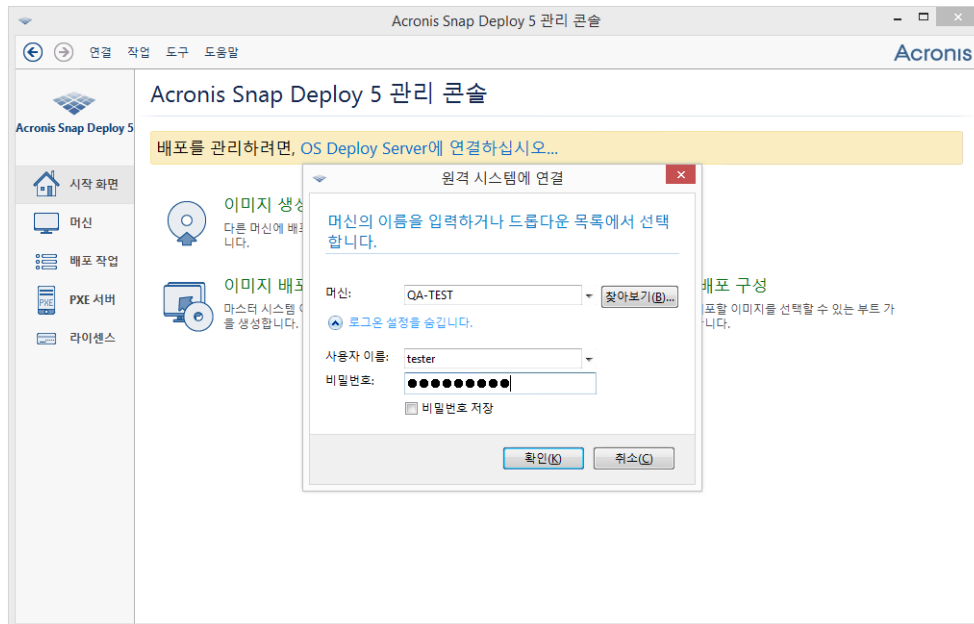 Acronis Snap Deploy 5 관리 콘솔
연결 작업 도구 도움말
Acronis
Acronis Snap Deploy 5
Acronis Snap Deploy 5 관리 콘솔
배포를 관리하려면, OS Deploy Server에 연결하십시오...
시작 화면
머신
배포 작업
PXE
PXE 서버
라이센스
이미지 생성
다른 머신에 배포
니다.
이미지 배포
마스터 시스템
을 생성합니다.
배포 구성
포할 이미지를 선택할 수 있는 부트 가
니다.
원격 시스템에 연결
머신의 이름을 입력하거나 드롭다운 목록에서 선택
합니다.
머신:
QA-TEST
찾아보기(B)...
로그온 설정을 숨깁니다.
사용자 이름:
tester
비밀번호:
●●●●●●●●●
비밀번호 저장
확인(K)
취소(C)